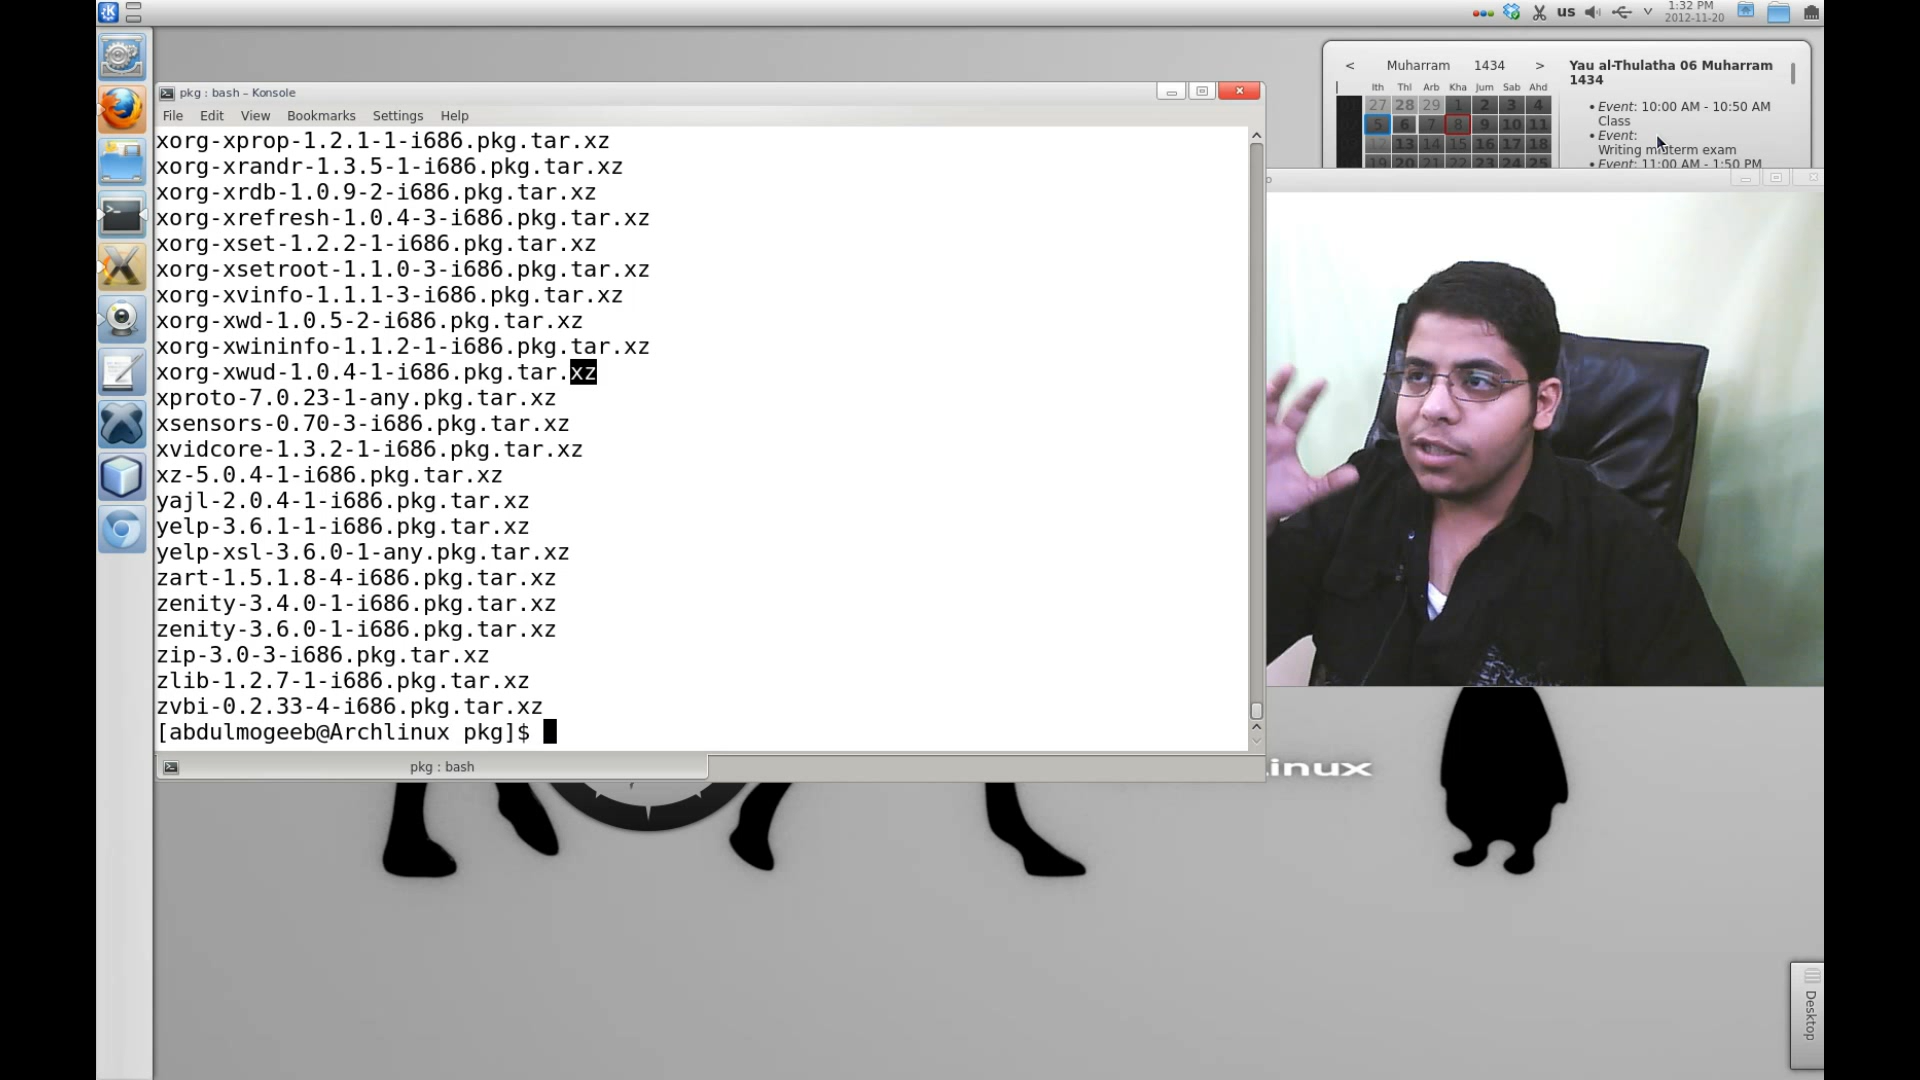 us
1:32 PM
2012-11-20
< Muharram 1434 >
Yau al-Thulatha 06 Muharram
1434
Ith Thl Arb Kha Jum Sab Ahd
27 28 29 1 2 3 4
5 6 7 8 9 10 11
12 13 14 15 16 17 18
19 20 21 22 23 24 25
• Event: 10:00 AM - 10:50 AM
Class
• Event:
Writing midterm exam
• Event: 11:00 AM - 1:50 PM
pkg : bash – Konsole
File Edit View Bookmarks Settings Help
xorg-xprop-1.2.1-1-i686.pkg.tar.xz
xorg-xrandr-1.3.5-1-i686.pkg.tar.xz
xorg-xrdb-1.0.9-2-i686.pkg.tar.xz
xorg-xrefresh-1.0.4-3-i686.pkg.tar.xz
xorg-xset-1.2.2-1-i686.pkg.tar.xz
xorg-xsetroot-1.1.0-3-i686.pkg.tar.xz
xorg-xvinfo-1.1.1-3-i686.pkg.tar.xz
xorg-xwd-1.0.5-2-i686.pkg.tar.xz
xorg-xwininfo-1.1.2-1-i686.pkg.tar.xz
xorg-xwud-1.0.4-1-i686.pkg.tar.xz
xproto-7.0.23-1-any.pkg.tar.xz
xsensors-0.70-3-i686.pkg.tar.xz
xvidcore-1.3.2-1-i686.pkg.tar.xz
xz-5.0.4-1-i686.pkg.tar.xz
yajl-2.0.4-1-i686.pkg.tar.xz
yelp-3.6.1-1-i686.pkg.tar.xz
yelp-xsl-3.6.0-1-any.pkg.tar.xz
zart-1.5.1.8-4-i686.pkg.tar.xz
zenity-3.4.0-1-i686.pkg.tar.xz
zenity-3.6.0-1-i686.pkg.tar.xz
zip-3.0-3-i686.pkg.tar.xz
zlib-1.2.7-1-i686.pkg.tar.xz
zvbi-0.2.33-4-i686.pkg.tar.xz
[abdulmogeeb@Archlinux pkg]$
pkg : bash
inux
Desktop